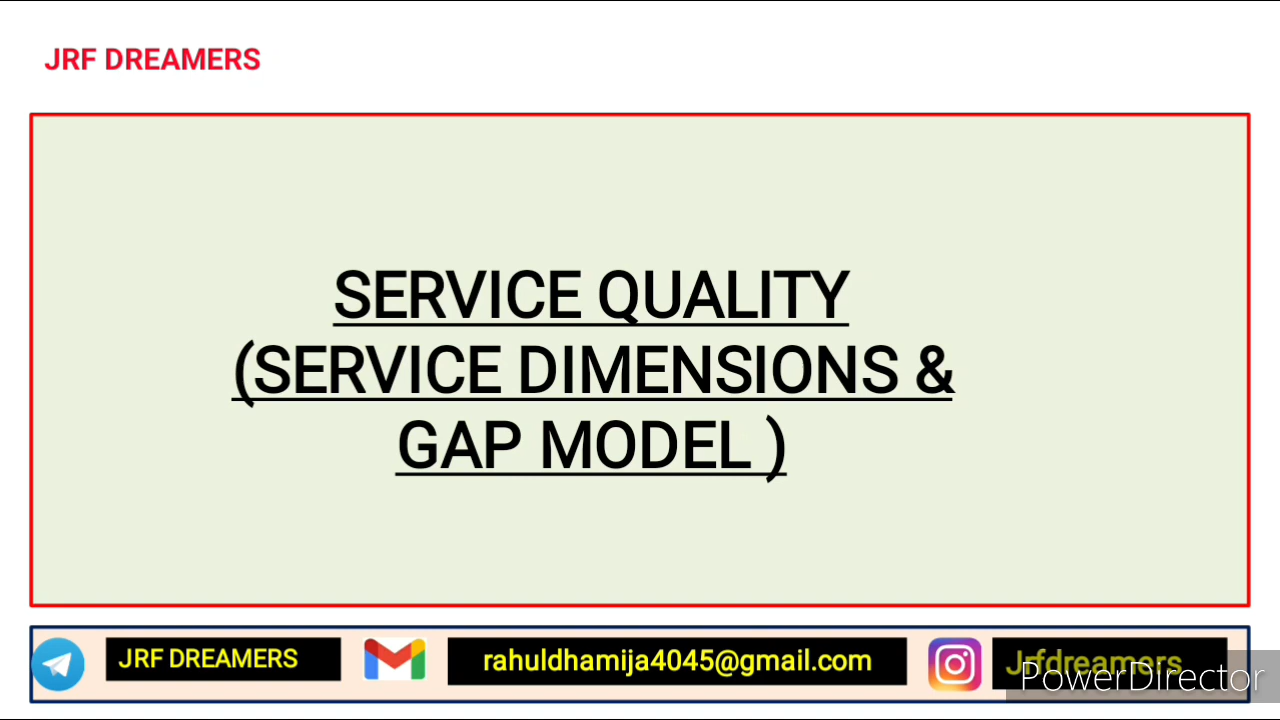 JRF DREAMERS
SERVICE QUALITY
(SERVICE DIMENSIONS &
GAP MODEL )
JRF DREAMERS
rahuldhamija4045@gmail.com
Jrfdreamers
PowerDirector